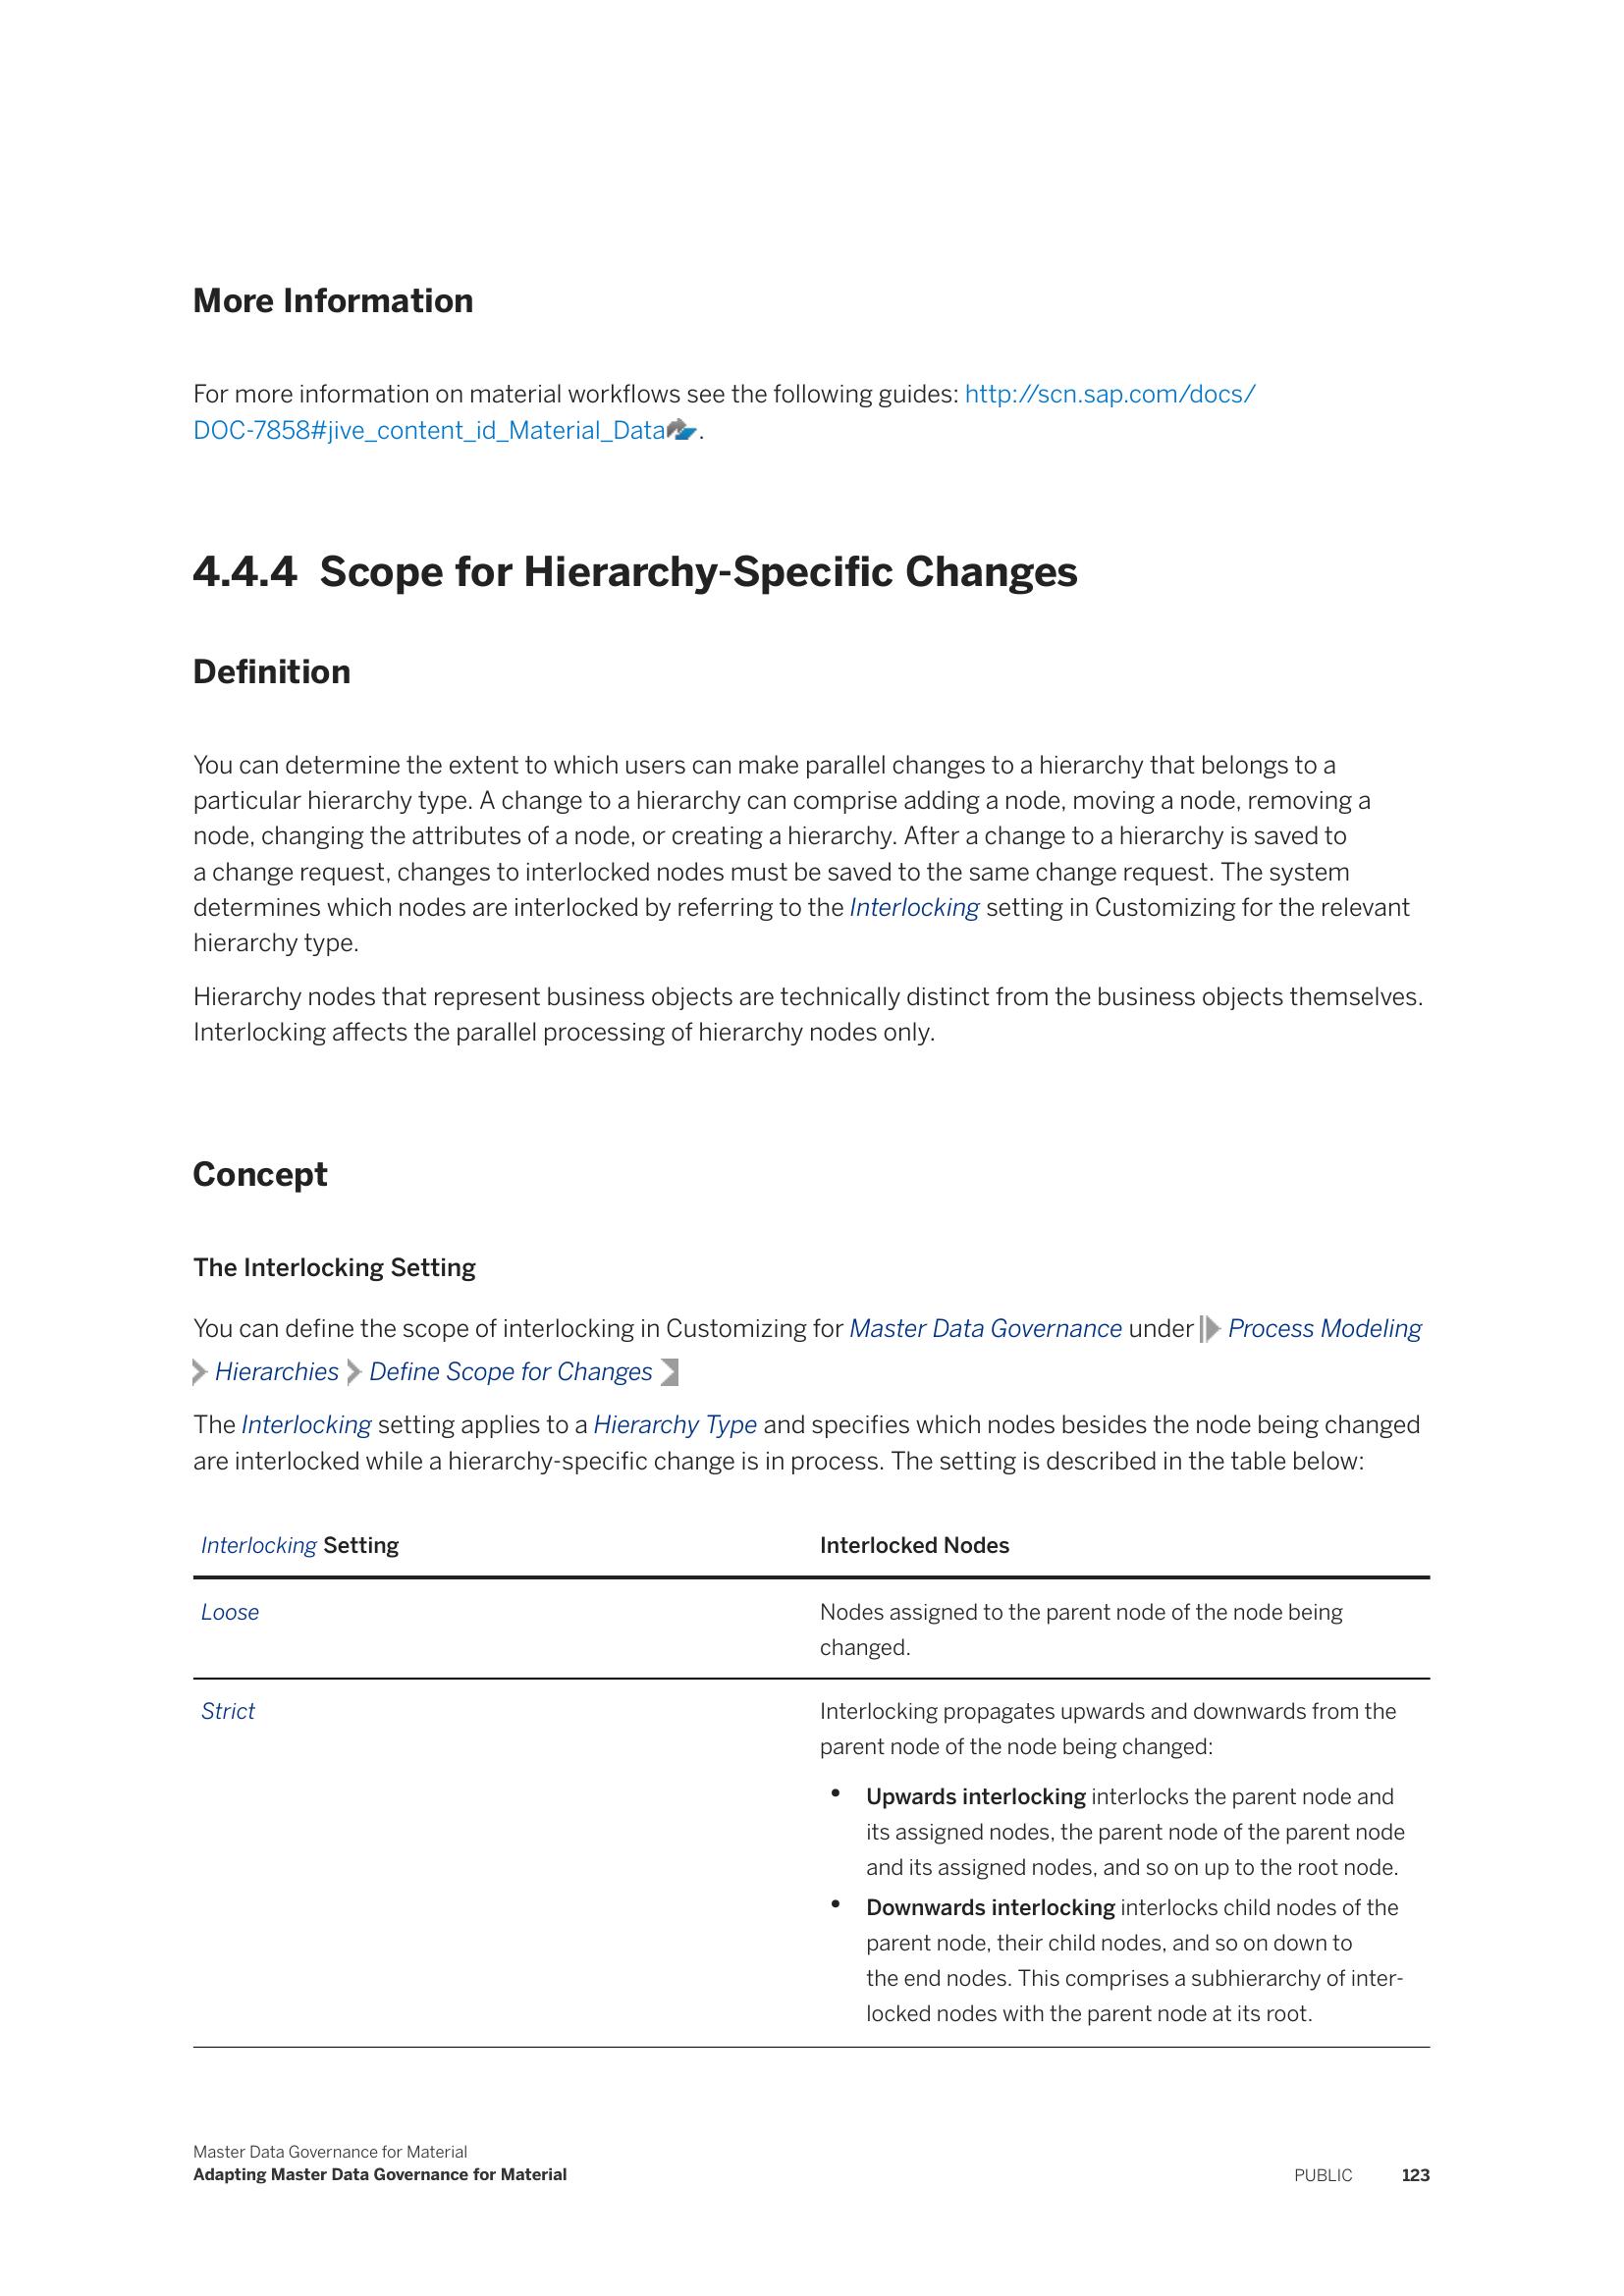 More Information
For more information on material workflows see the following guides: http://scn.sap.com/docs/
DOC-7858#jive_content_id_Material_Data.
4.4.4 Scope for Hierarchy-Specific Changes
Definition
You can determine the extent to which users can make parallel changes to a hierarchy that belongs to a
particular hierarchy type. A change to a hierarchy can comprise adding a node, moving a node, removing a
node, changing the attributes of a node, or creating a hierarchy. After a change to a hierarchy is saved to
a change request, changes to interlocked nodes must be saved to the same change request. The system
determines which nodes are interlocked by referring to the Interlocking setting in Customizing for the relevant
hierarchy type.
Hierarchy nodes that represent business objects are technically distinct from the business objects themselves.
Interlocking affects the parallel processing of hierarchy nodes only.
Concept
The Interlocking Setting
You can define the scope of interlocking in Customizing for Master Data Governance under Process Modeling
Hierarchies Define Scope for Changes
The Interlocking setting applies to a Hierarchy Type and specifies which nodes besides the node being changed
are interlocked while a hierarchy-specific change is in process. The setting is described in the table below:
Interlocking Setting
Interlocked Nodes
Loose
Nodes assigned to the parent node of the node being
changed.
Strict
Interlocking propagates upwards and downwards from the
parent node of the node being changed:
• Upwards interlocking interlocks the parent node and
its assigned nodes, the parent node of the parent node
and its assigned nodes, and so on up to the root node.
• Downwards interlocking interlocks child nodes of the
parent node, their child nodes, and so on down to
the end nodes. This comprises a subhierarchy of inter-
locked nodes with the parent node at its root.
Master Data Governance for Material
Adapting Master Data Governance for Material
PUBLIC 123